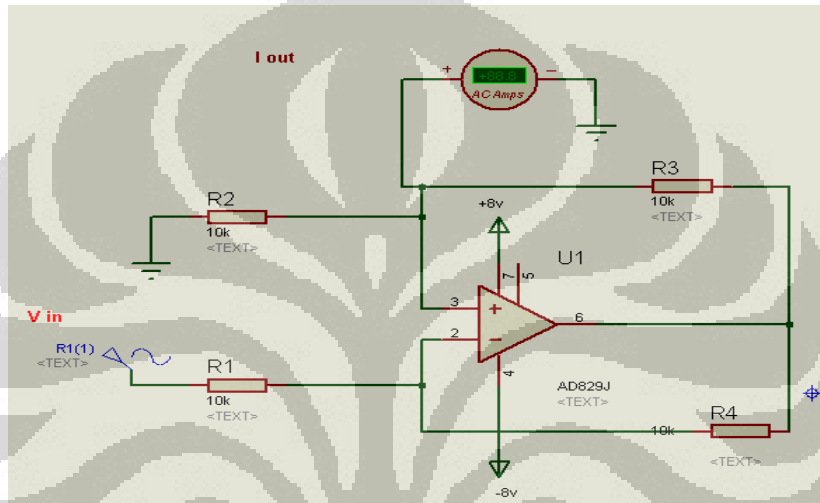 I out
+ −
+88.8
AC Amps
R3
10k
<TEXT>
R2
10k
<TEXT>
+8v
7 5
U1
3 +
6
2 −
V in
R1(1)
<TEXT>
R1
10k
<TEXT>
4
AD829J
<TEXT>
R4
10k
<TEXT>
-8v